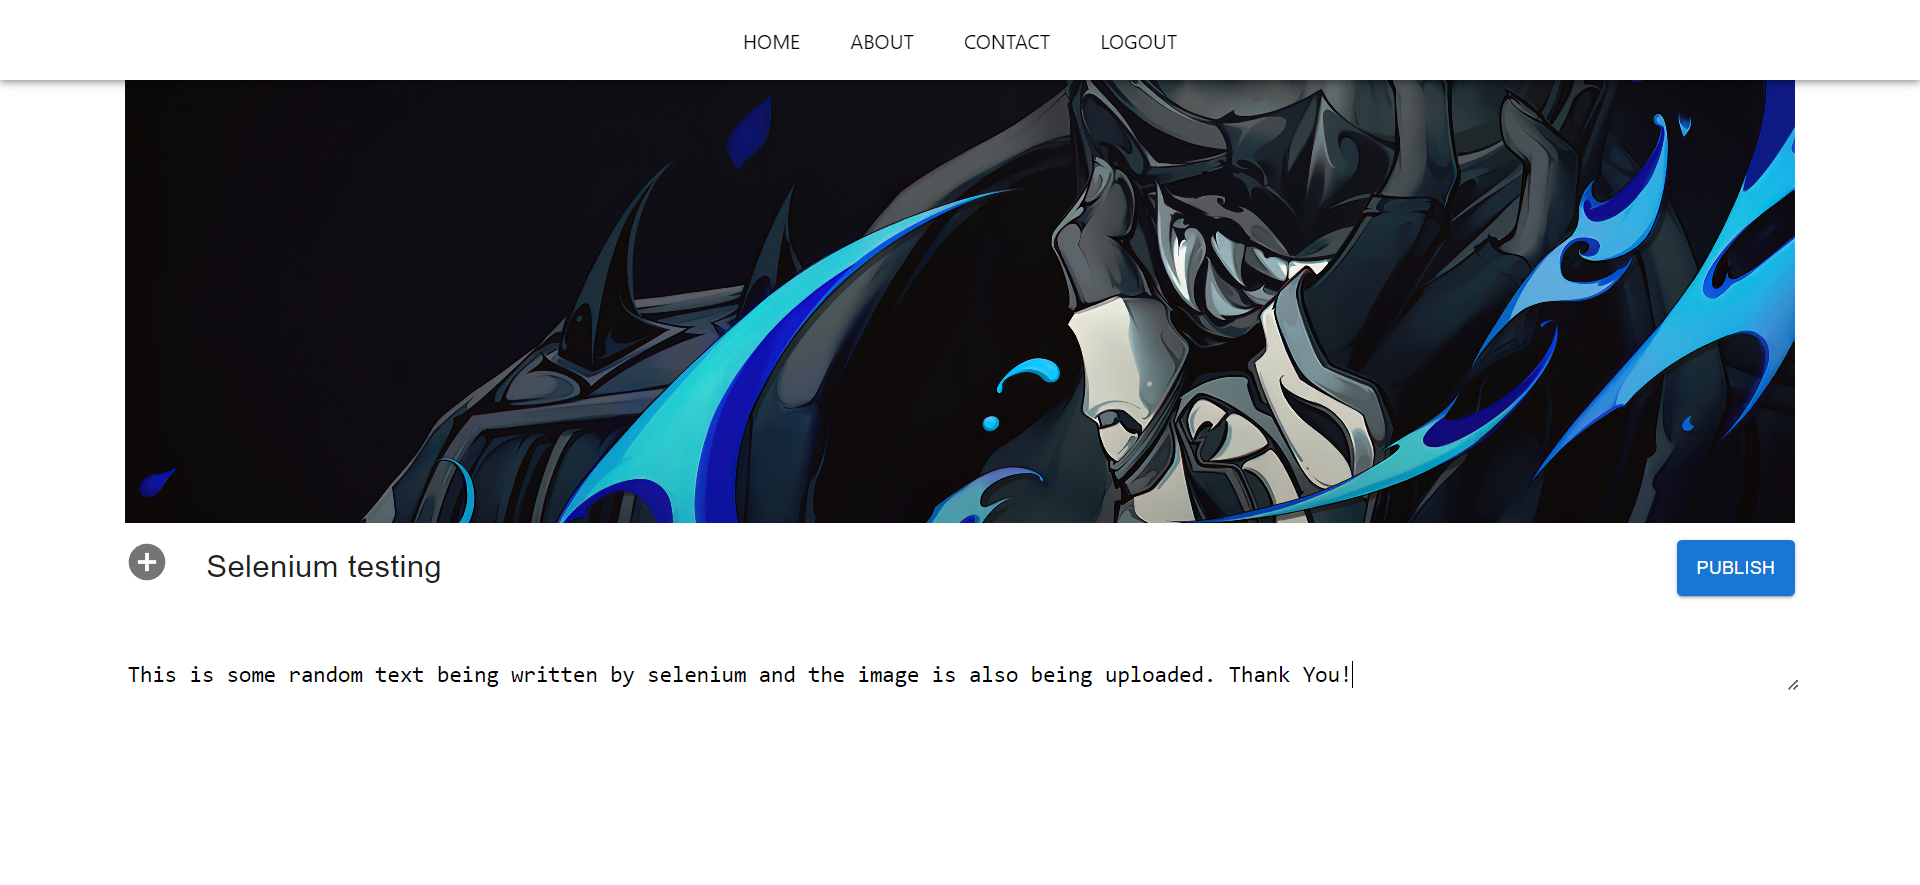 HOME ABOUT CONTACT LOGOUT
Selenium testing
PUBLISH
This is some random text being written by selenium and the image is also being uploaded. Thank You!